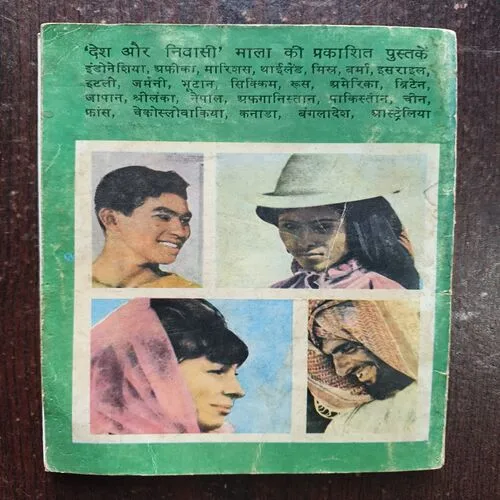 'देश और निवासी' माला की प्रकाशित पुस्तकें
इंडोनेशिया, अफ्रीका, मारिशस, थाईलैंड, मिस्र, बर्मा, इसराइल,
इटली, जर्मनी, भूटान, सिक्किम, रूस, अमेरिका, ब्रिटेन,
जापान, श्रीलंका, नेपाल, अफगानिस्तान, पाकिस्तान, चीन,
फ्रांस, चेकोस्लोवाकिया, कनाडा, बंगलादेश, आस्ट्रेलिया